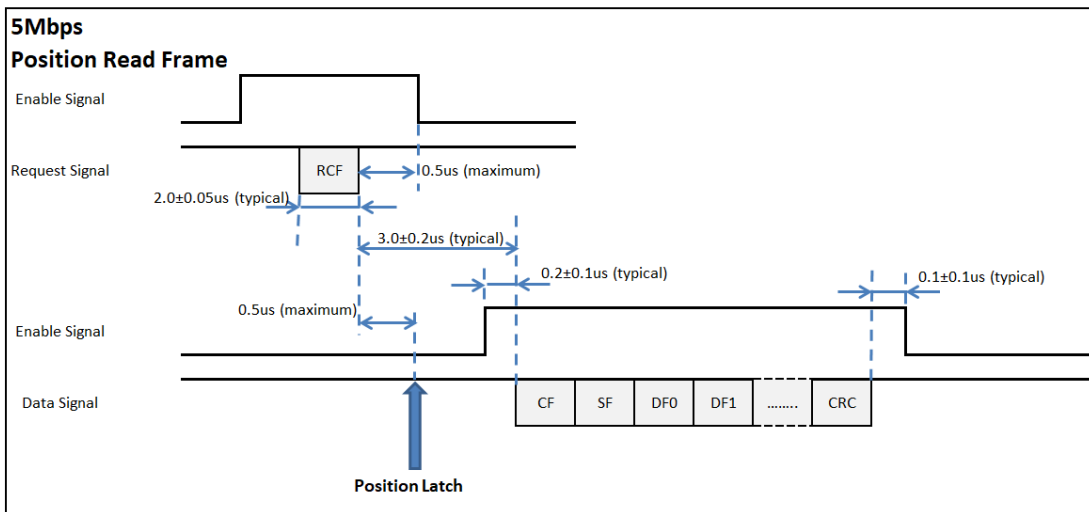 5Mbps
Position Read Frame
Enable Signal
Request Signal
RCF
0.5us (maximum)
2.0±0.05us (typical)
3.0±0.2us (typical)
0.2±0.1us (typical)
0.1±0.1us (typical)
0.5us (maximum)
Enable Signal
Data Signal
CF
SF
DF0
DF1
........
CRC
Position Latch